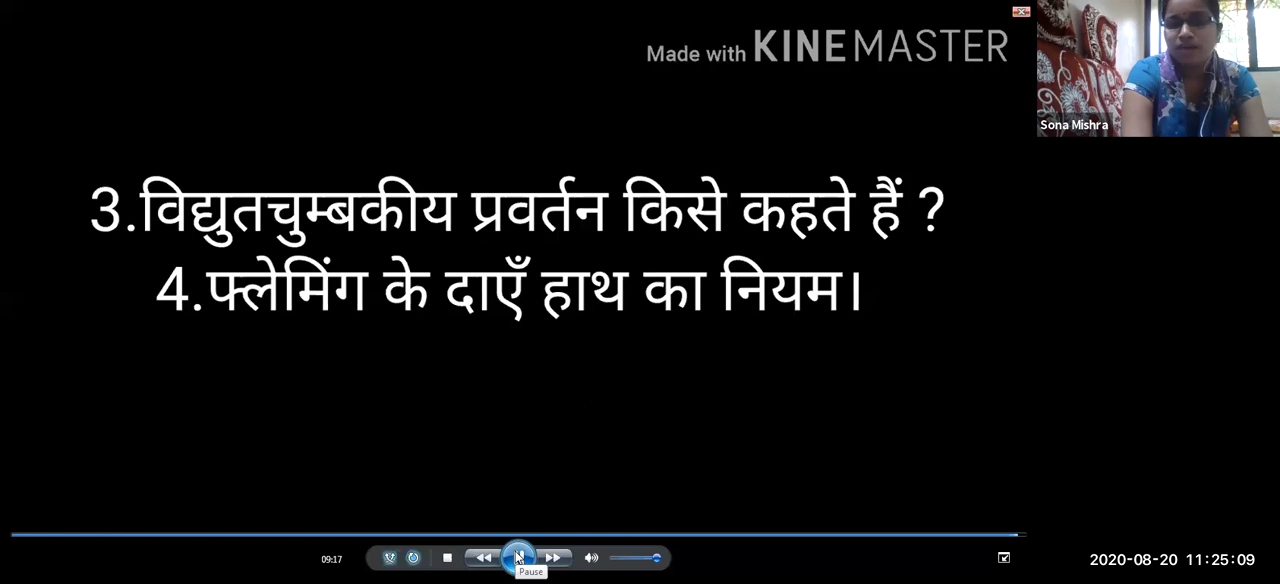 Made with KINEMASTER
Sona Mishra
3.विद्युतचुम्बकीय प्रवर्तन किसे कहते हैं ?
4.फ्लेमिंग के दाएँ हाथ का नियम।
09:17
Pause
2020-08-20 11:25:09